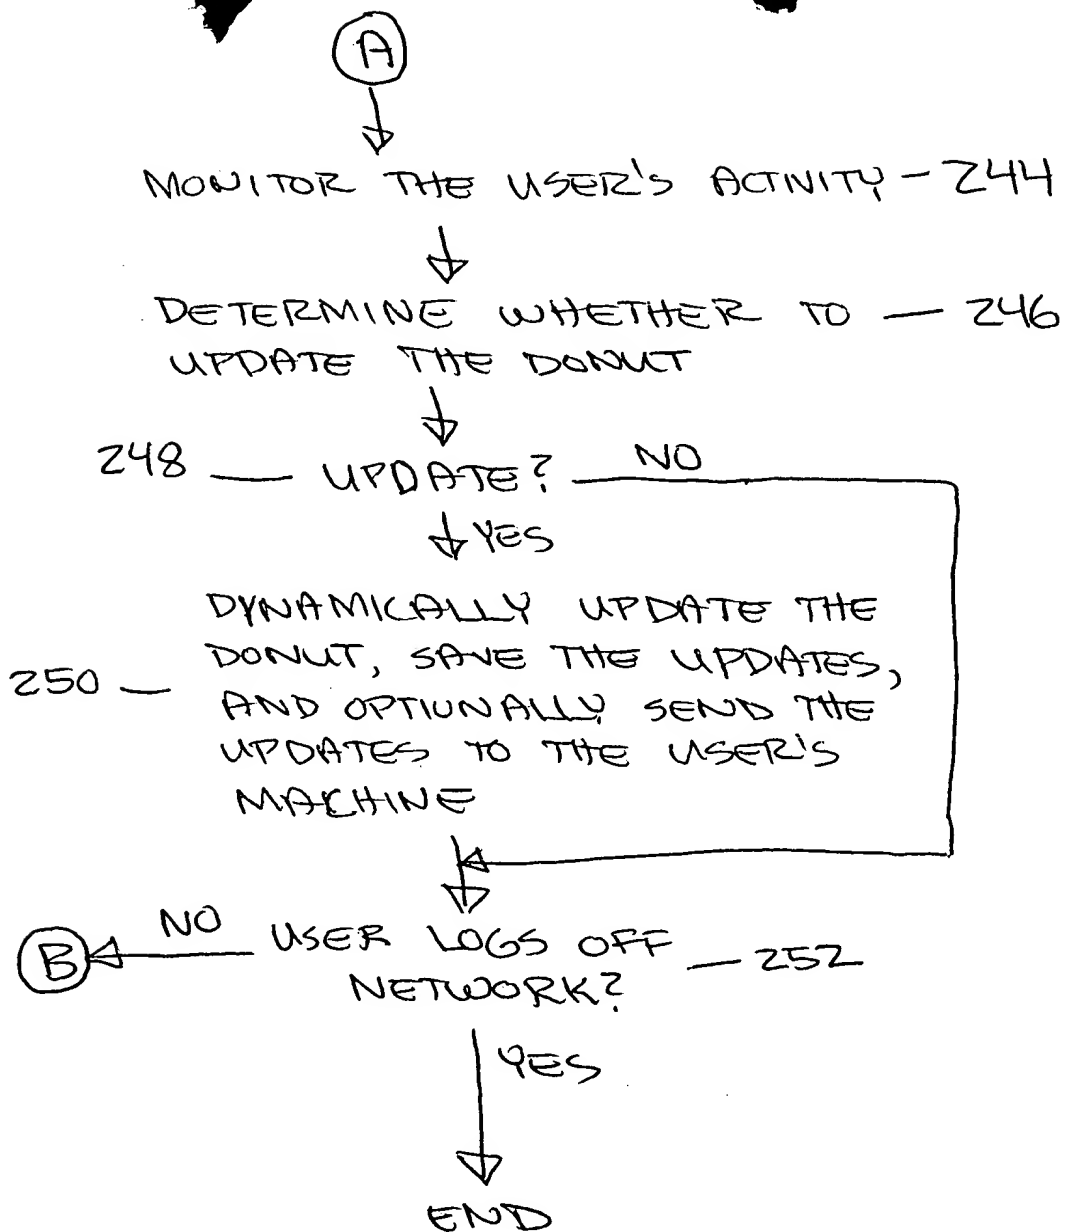 A
MONITOR THE USER'S ACTIVITY - 244
DETERMINE WHETHER TO - 246
UPDATE THE DONUT
248 - UPDATE? NO
YES
DYNAMICALLY UPDATE THE
DONUT, SAVE THE UPDATES,
250 - AND OPTIONALLY SEND THE
UPDATES TO THE USER'S
MACHINE
B NO USER LOGS OFF - 252
NETWORK?
YES
END